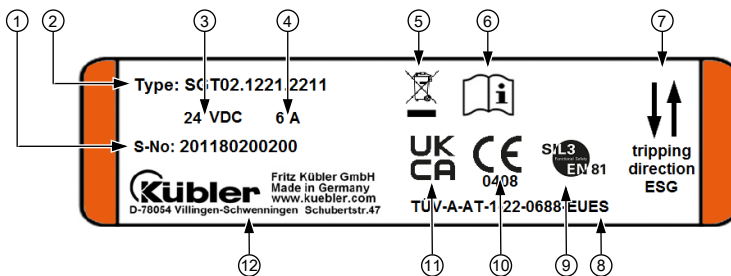 1
2
3
4
5
6
7
Type: SGT02.1221.2211
24 VDC 6 A
S-No: 201180200200
Kübler
Fritz Kübler GmbH
Made in Germany
www.kuebler.com
D-78054 Villingen-Schwenningen Schubertstr.47
i
UK
CA
CE
0408
SIL3
Functional Safety
EN 81
TÜV-A-AT-1-22-0688-EUES
tripping
direction
ESG
12
11
10
9
8